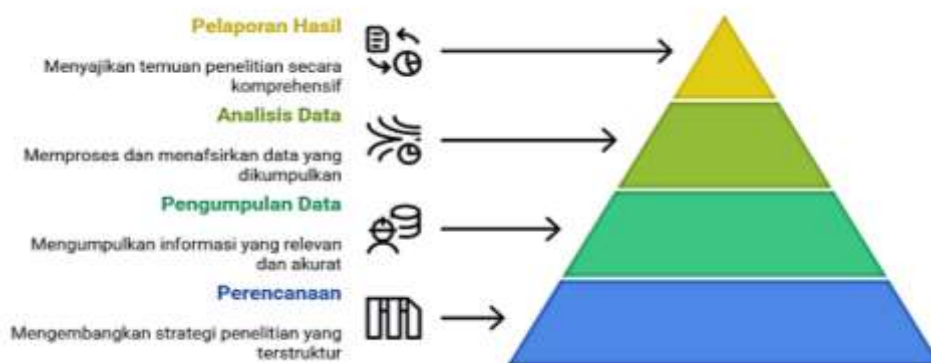 Pelaporan Hasil
Menyajikan temuan penelitian secara
komprehensif
Analisis Data
Memproses dan menafsirkan data yang
dikumpulkan
Pengumpulan Data
Mengumpulkan informasi yang relevan
dan akurat
Perencanaan
Mengembangkan strategi penelitian yang
terstruktur